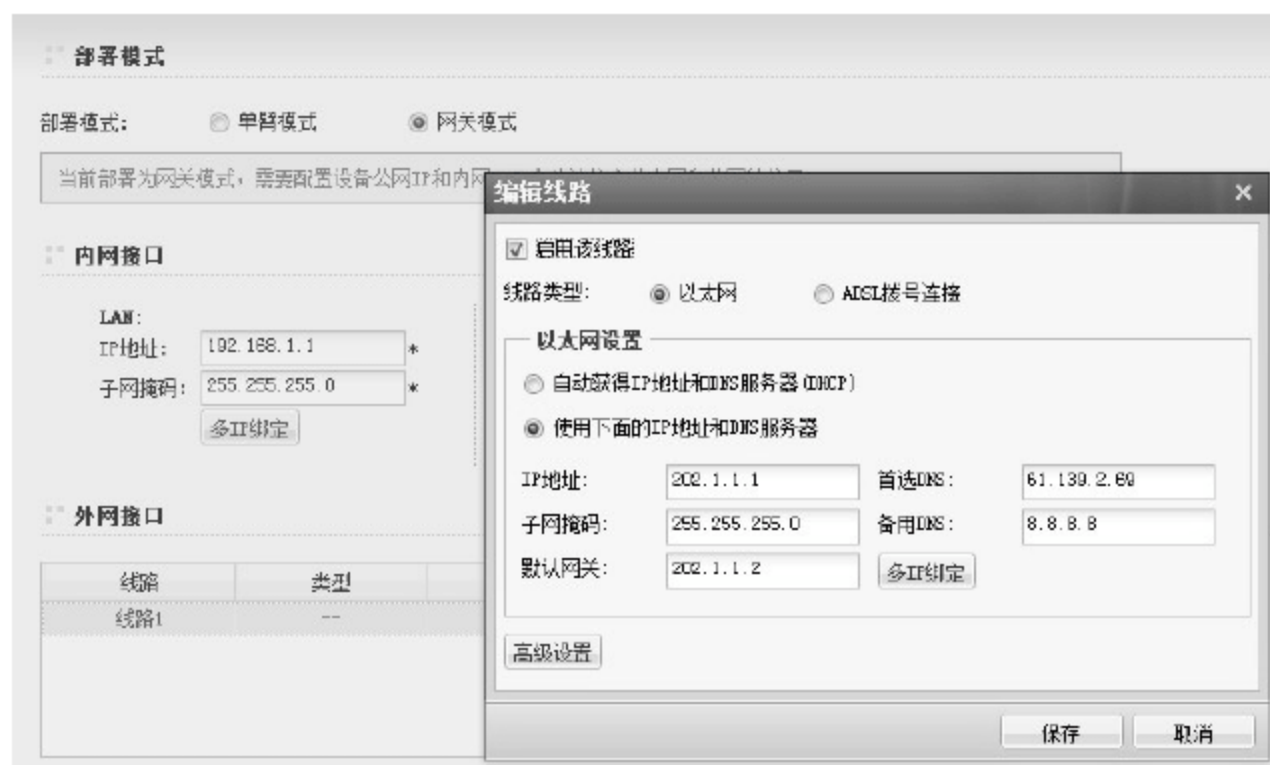 部署模式
部署模式: 单臂模式 网关模式
当前部署为网关模式，需要配置设备公网IP和内网
内网接口
LAN:
IP地址: 192.168.1.1 *
子网掩码: 255.255.255.0 *
多IP绑定
外网接口
线路 类型
线路1 --
编辑线路
启用该线路
线路类型: 以太网 ADSL拨号连接
以太网设置
自动获得IP地址和DNS服务器(DHCP)
使用下面的IP地址和DNS服务器
IP地址: 202.1.1.1 首选DNS: 61.139.2.69
子网掩码: 255.255.255.0 备用DNS: 8.8.8.8
默认网关: 202.1.1.2 多IP绑定
高级设置
保存 取消